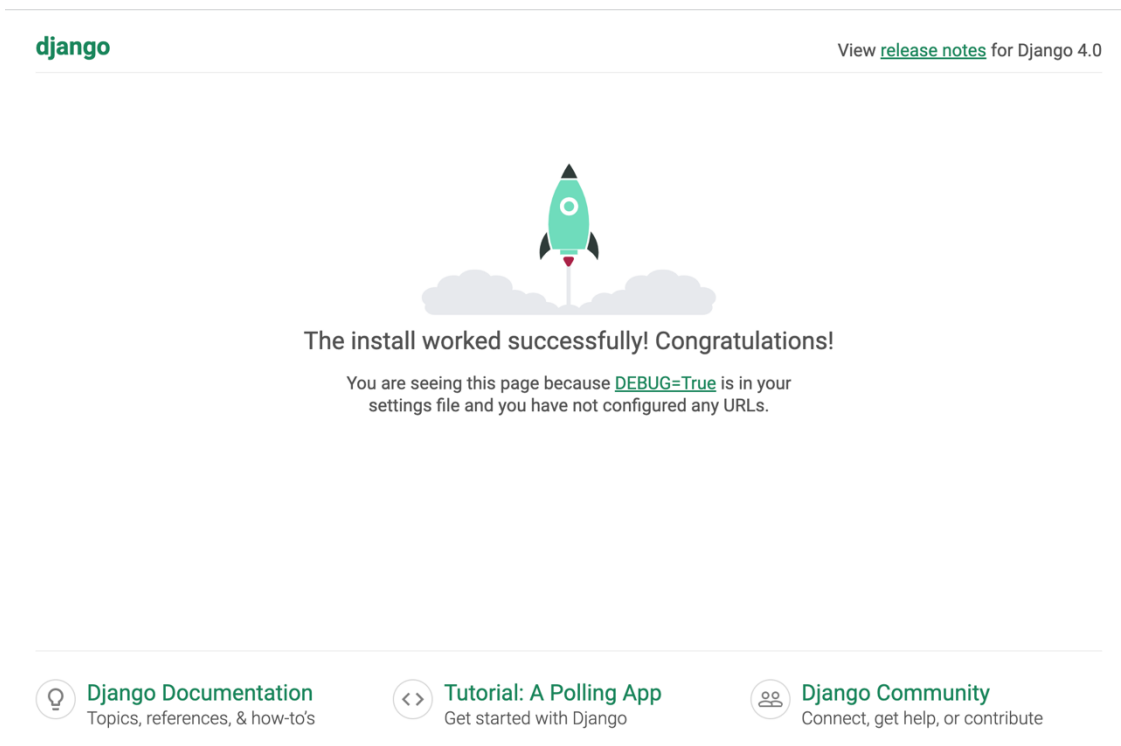 django
View release notes for Django 4.0
The install worked successfully! Congratulations!
You are seeing this page because DEBUG=True is in your
settings file and you have not configured any URLs.
Django Documentation
Topics, references, & how-to’s
Tutorial: A Polling App
Get started with Django
Django Community
Connect, get help, or contribute